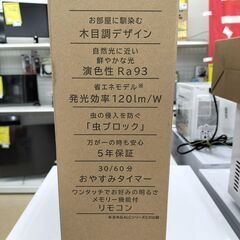 お部屋に馴染む
木目調デザイン
自然光に近い
鮮やかな光
演色性Ra93
省エネモデル※
発光効率120lm/W
虫の侵入を防ぐ
「虫ブロック」
万が一の時も安心
5年保証
30/60分
おやすみタイマー
ワンタッチでお好みの明るさ
メモリー機能付
リモコン